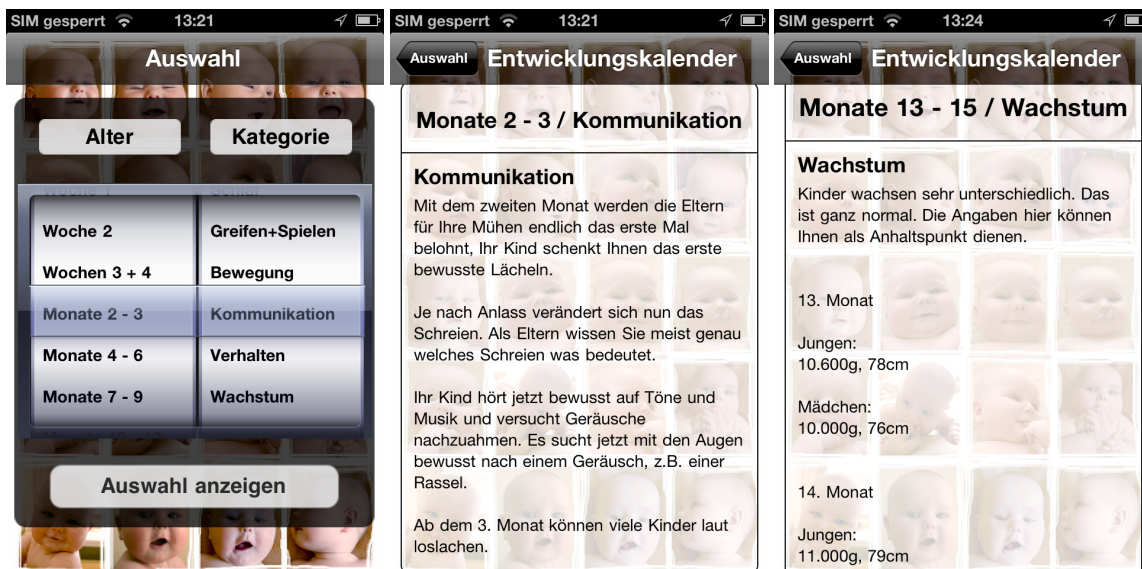 SIM gesperrt 13:21
Auswahl
Alter Kategorie
Woche 1 Schlaf
Woche 2 Greifen+Spielen
Wochen 3 + 4 Bewegung
Monate 2 - 3 Kommunikation
Monate 4 - 6 Verhalten
Monate 7 - 9 Wachstum
Auswahl anzeigen
SIM gesperrt 13:21
Auswahl Entwicklungskalender
Monate 2 - 3 / Kommunikation
Kommunikation
Mit dem zweiten Monat werden die Eltern
für Ihre Mühen endlich das erste Mal
belohnt, Ihr Kind schenkt Ihnen das erste
bewusste Lächeln.
Je nach Anlass verändert sich nun das
Schreien. Als Eltern wissen Sie meist genau
welches Schreien was bedeutet.
Ihr Kind hört jetzt bewusst auf Töne und
Musik und versucht Geräusche
nachzuahmen. Es sucht jetzt mit den Augen
bewusst nach einem Geräusch, z.B. einer
Rassel.
Ab dem 3. Monat können viele Kinder laut
loslachen.
SIM gesperrt 13:24
Auswahl Entwicklungskalender
Monate 13 - 15 / Wachstum
Wachstum
Kinder wachsen sehr unterschiedlich. Das
ist ganz normal. Die Angaben hier können
Ihnen als Anhaltspunkt dienen.
13. Monat
Jungen:
10.600g, 78cm
Mädchen:
10.000g, 76cm
14. Monat
Jungen:
11.000g, 79cm